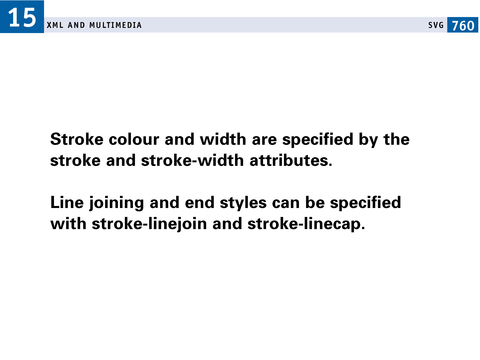 15
XML AND MULTIMEDIA SVG 760
Stroke colour and width are specified by the
stroke and stroke-width attributes.
Line joining and end styles can be specified
with stroke-linejoin and stroke-linecap.